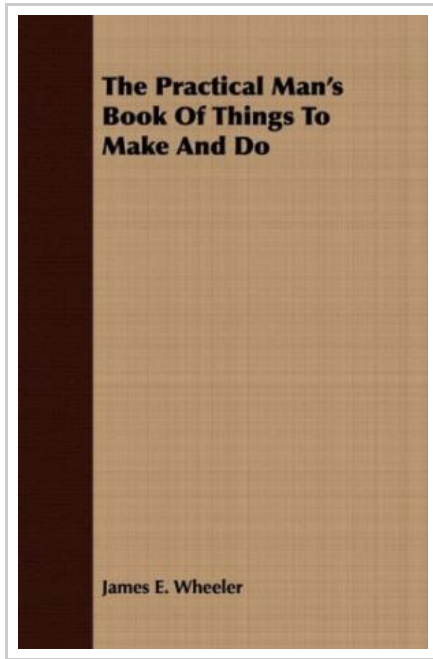 The Practical Man's
Book Of Things To
Make And Do
James E. Wheeler